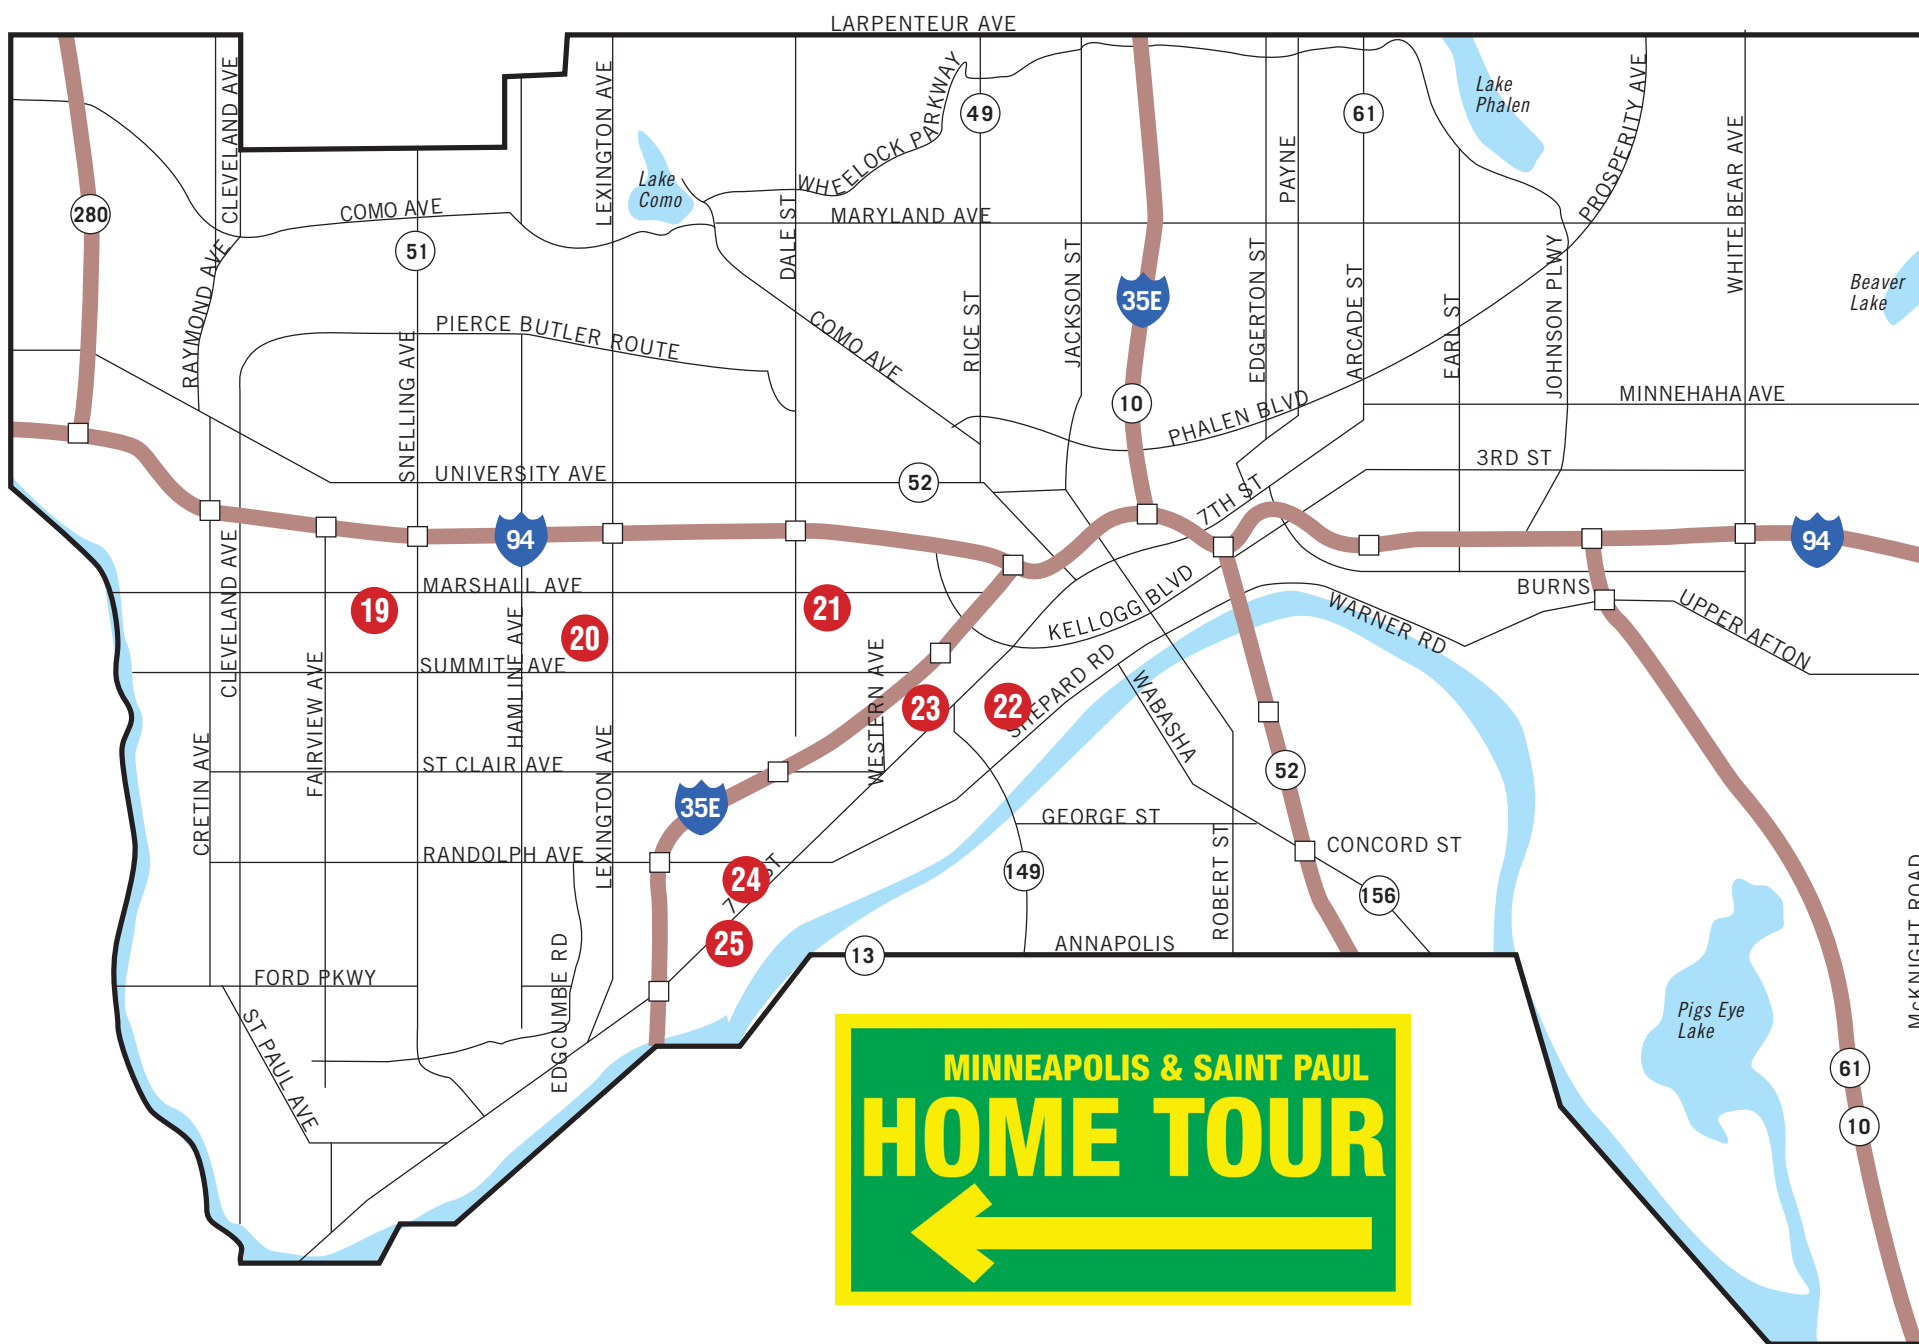 LARPENTEUR AVE
CLEVELAND AVE
LEXINGTON AVE
WHEELOCK PARKWAY
49
61
Lake
Phalen
PROSPERITY AVE
WHITE BEAR AVE
PAYNE
Lake
Como
280
COMO AVE
51
DALE ST
MARYLAND AVE
RAYMOND AVE
JACKSON ST
35E
EDGERTON ST
ARCADE ST
EARL ST
JOHNSON PLWY
Beaver
Lake
SNELLING AVE
PIERCE BUTLER ROUTE
COMO AVE
RICE ST
10
PHALEN BLVD
MINNEHAHA AVE
UNIVERSITY AVE
52
7TH ST
3RD ST
94
94
CLEVELAND AVE
MARSHALL AVE
19
HAMLINE AVE
20
21
KELLOGG BLVD
WARNER RD
BURNS
UPPER AFTON
SUMMIT AVE
FAIRVIEW AVE
WESTERN AVE
23
22
SHEPARD RD
WABASHA
CRETIN AVE
ST CLAIR AVE
LEXINGTON AVE
35E
52
GEORGE ST
ROBERT ST
CONCORD ST
RANDOLPH AVE
24
7
ST
149
156
McKNIGHT ROAD
25
EDGCUMBE RD
13
ANNAPOLIS
FORD PKWY
ST PAUL AVE
Pigs Eye
Lake
61
10
MINNEAPOLIS & SAINT PAUL
HOME TOUR